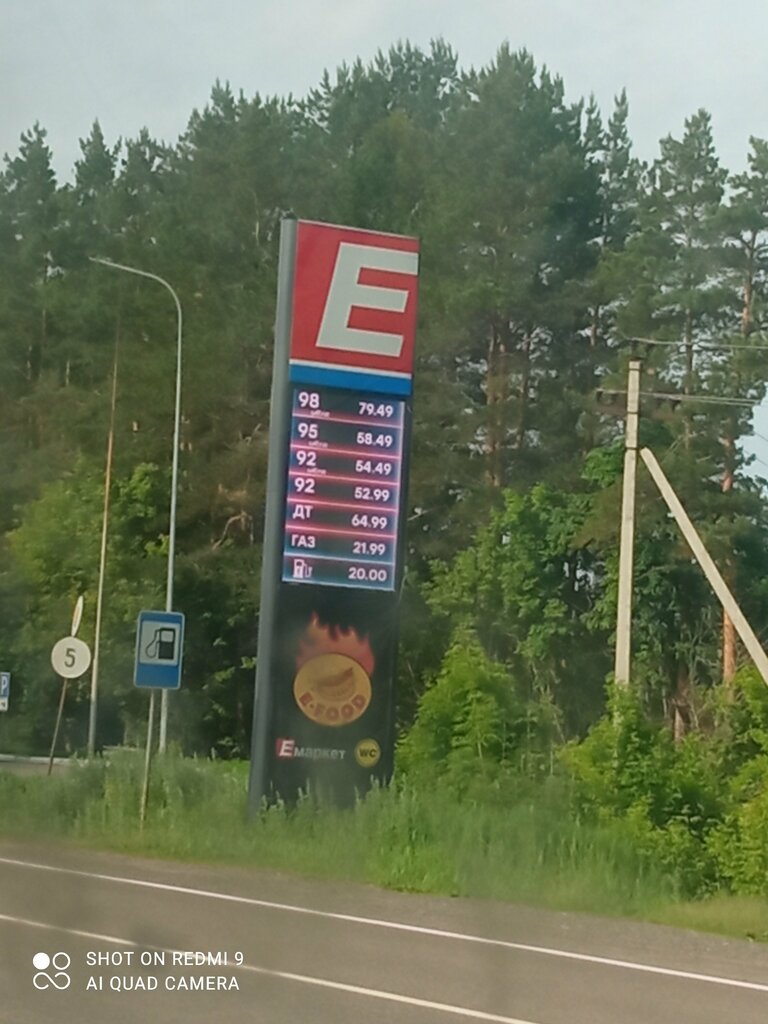 E
98 79.49
95 58.49
92 54.49
92 52.99
ДТ 64.99
ГАЗ 21.99
20.00
E-FOOD
Емаркет WC
5
P
SHOT ON REDMI 9
AI QUAD CAMERA